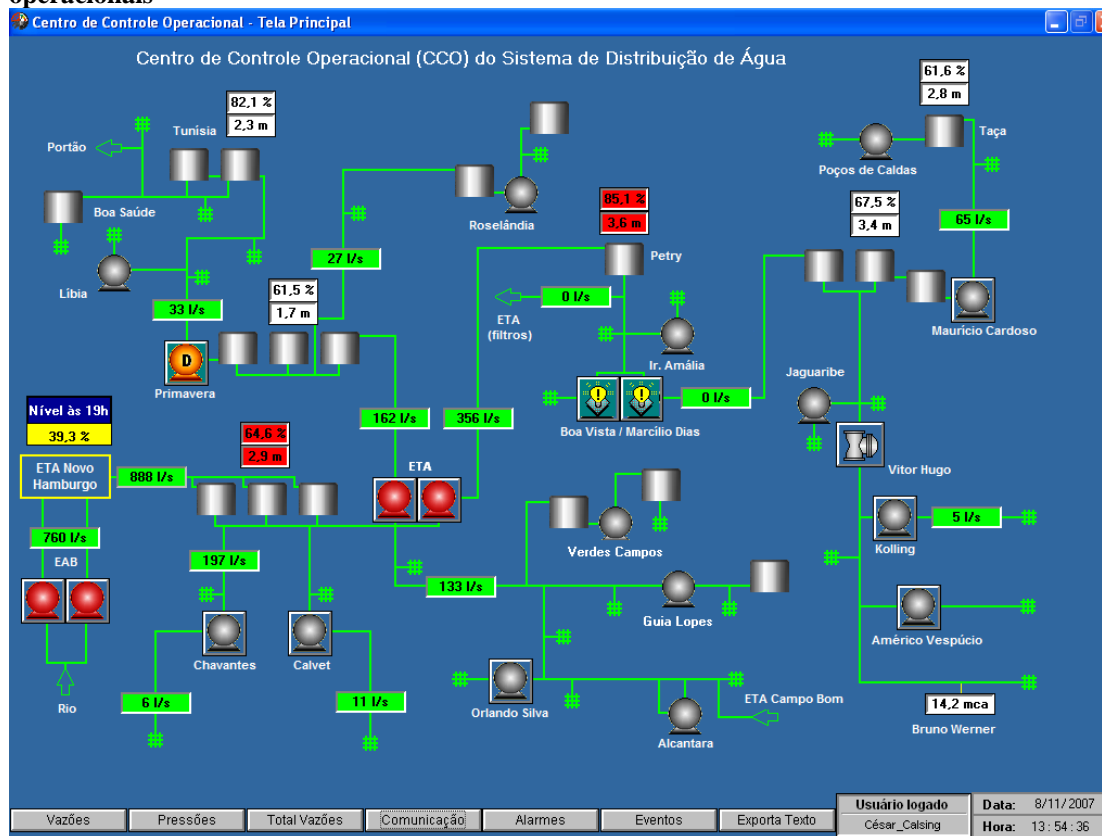 operacionais
Centro de Controle Operacional - Tela Principal
Centro de Controle Operacional (CCO) do Sistema de Distribuição de Água
61,6 %
2,8 m
82,1 %
2,3 m
Tunísia
Taça
Portão
Poços de Caldas
Roselândia
85,1 %
3,6 m
67,5 %
3,4 m
Boa Saúde
65 l/s
27 l/s
Petry
Líbia
61,5 %
1,7 m
33 l/s
0 l/s
ETA
(filtros)
Maurício Cardoso
Ir. Amália
D
Primavera
Jaguaribe
0 l/s
Nível às 19h
39,3 %
162 l/s
356 l/s
Boa Vista / Marcílio Dias
64,6 %
2,9 m
ETA Novo
Hamburgo
888 l/s
ETA
Vitor Hugo
760 l/s
EAB
197 l/s
Verdes Campos
5 l/s
Kolling
133 l/s
Guia Lopes
Américo Vespúcio
Chavantes
Calvet
Rio
6 l/s
11 l/s
Orlando Silva
ETA Campo Bom
14,2 mca
Bruno Werner
Alcantara
Vazões
Pressões
Total Vazões
Comunicação
Alarmes
Eventos
Exporta Texto
Usuário logado
César_Calsing
Data: 8/11/2007
Hora: 13:54:36